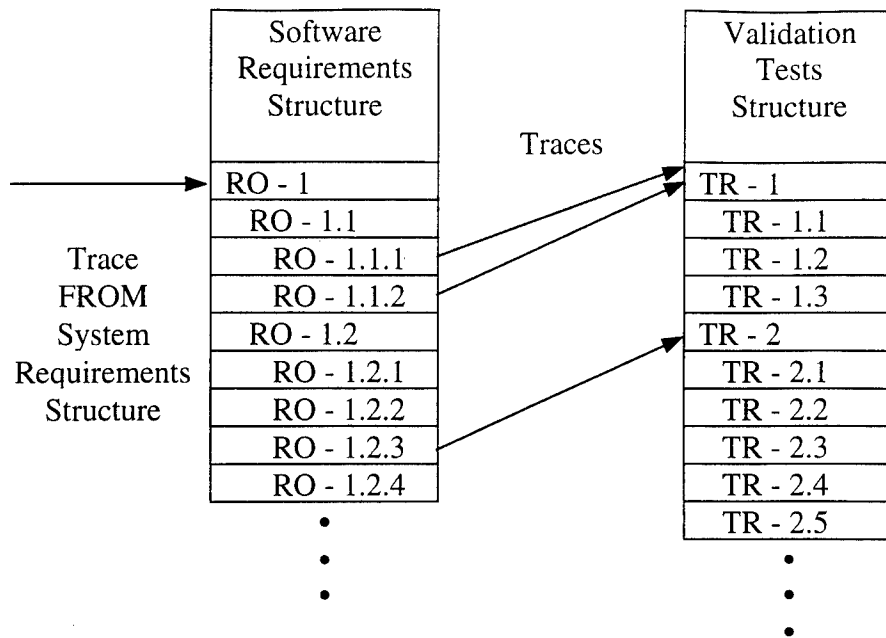 Software
Requirements
Structure
RO - 1
RO - 1.1
RO - 1.1.1
RO - 1.1.2
RO - 1.2
RO - 1.2.1
RO - 1.2.2
RO - 1.2.3
RO - 1.2.4
Trace
FROM
System
Requirements
Structure
Traces
Validation
Tests
Structure
TR - 1
TR - 1.1
TR - 1.2
TR - 1.3
TR - 2
TR - 2.1
TR - 2.2
TR - 2.3
TR - 2.4
TR - 2.5